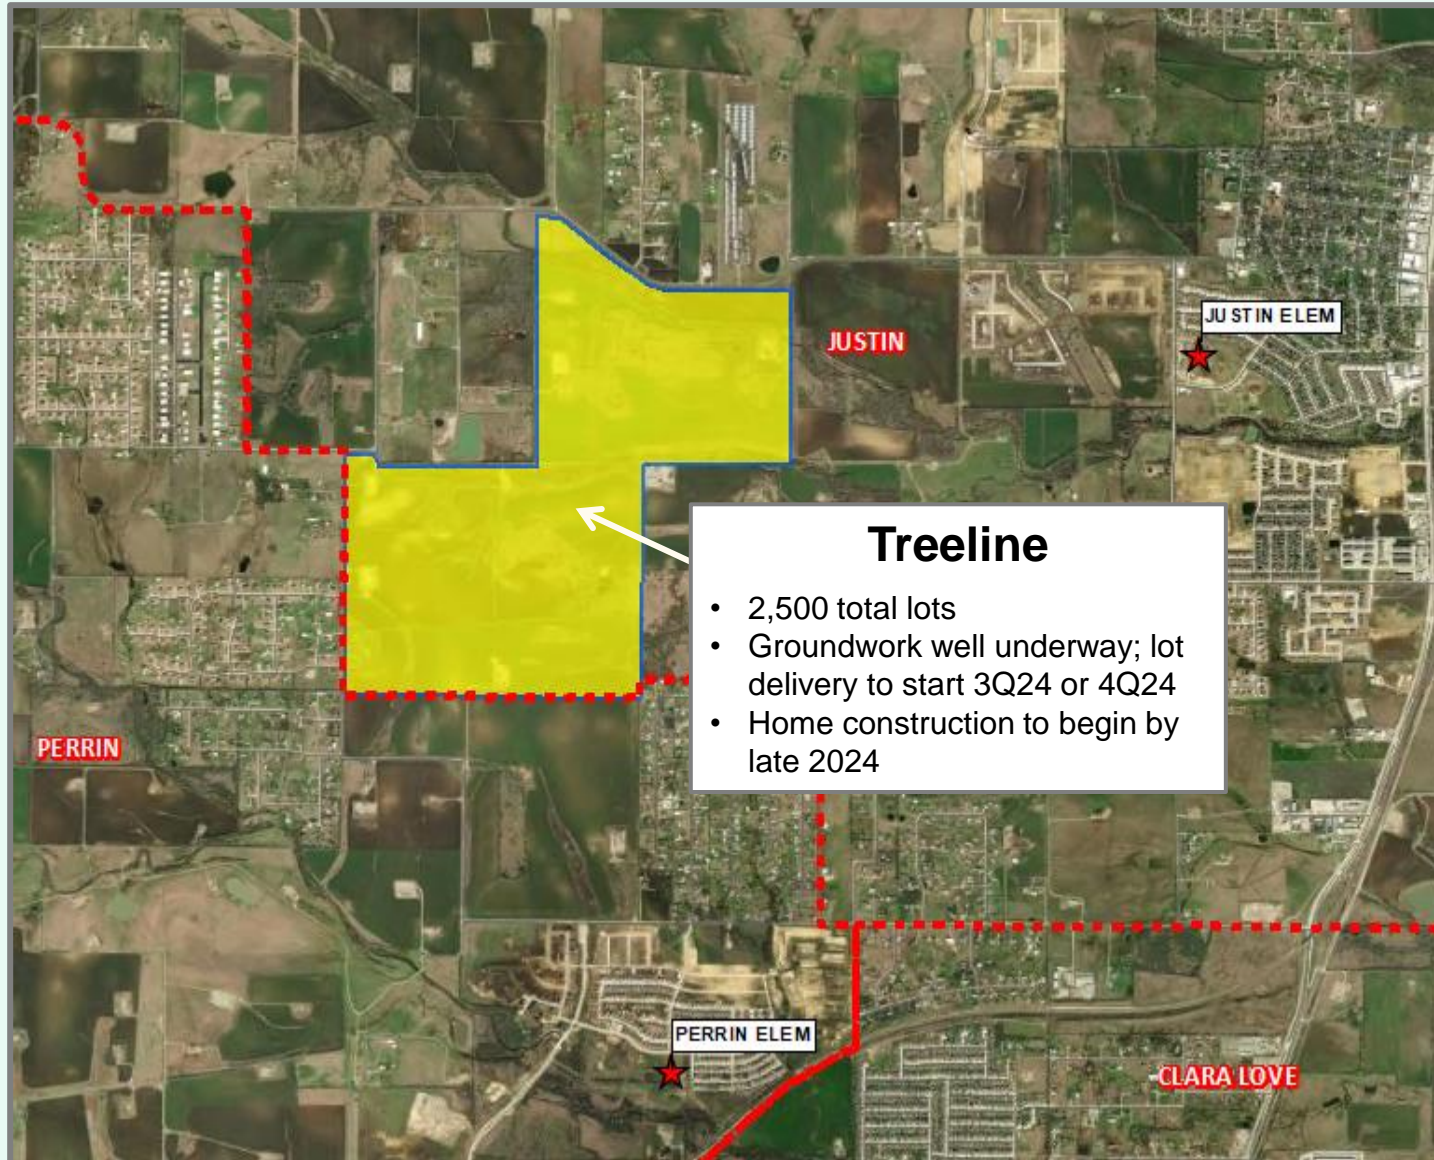 JUSTIN ELEM
JUSTIN
Treeline
• 2,500 total lots
• Groundwork well underway; lot
delivery to start 3Q24 or 4Q24
• Home construction to begin by
late 2024
PERRIN
PERRIN ELEM
CLARA LOVE